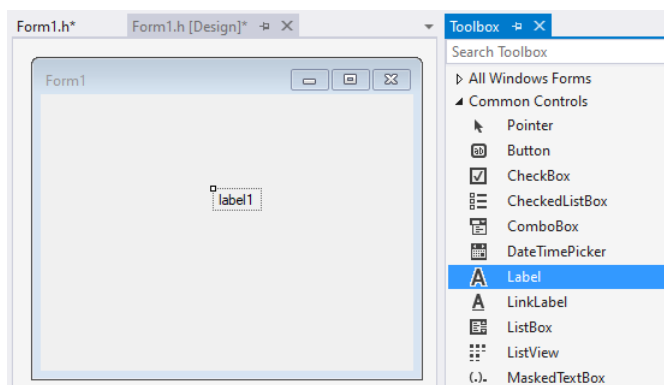 Form1.h*
Form1.h [Design]*
Form1
label1
Toolbox
Search Toolbox
All Windows Forms
Common Controls
Pointer
ab Button
CheckBox
CheckedListBox
ComboBox
DateTimePicker
A Label
A LinkLabel
ListBox
ListView
(.). MaskedTextBox